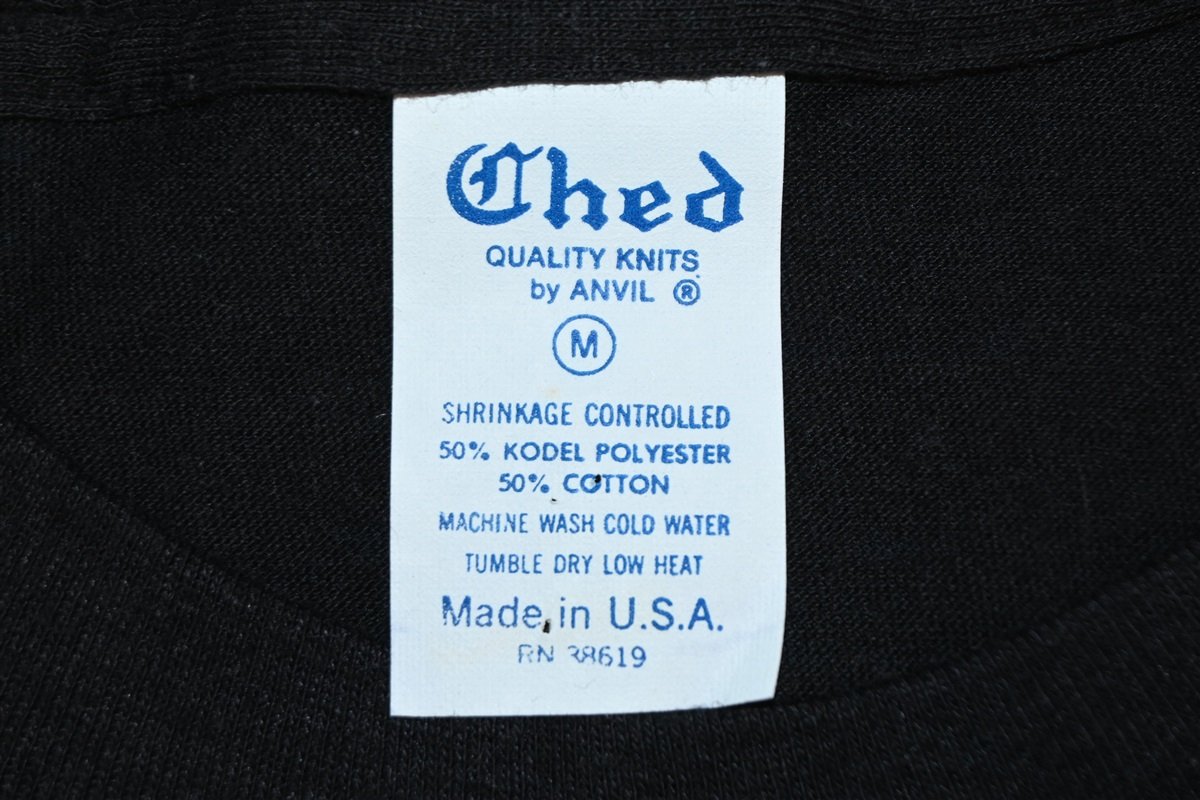 Ched
QUALITY KNITS
by ANVIL ®
M
SHRINKAGE CONTROLLED
50% KODEL POLYESTER
50% COTTON
MACHINE WASH COLD WATER
TUMBLE DRY LOW HEAT
Made in U.S.A.
RN 38619